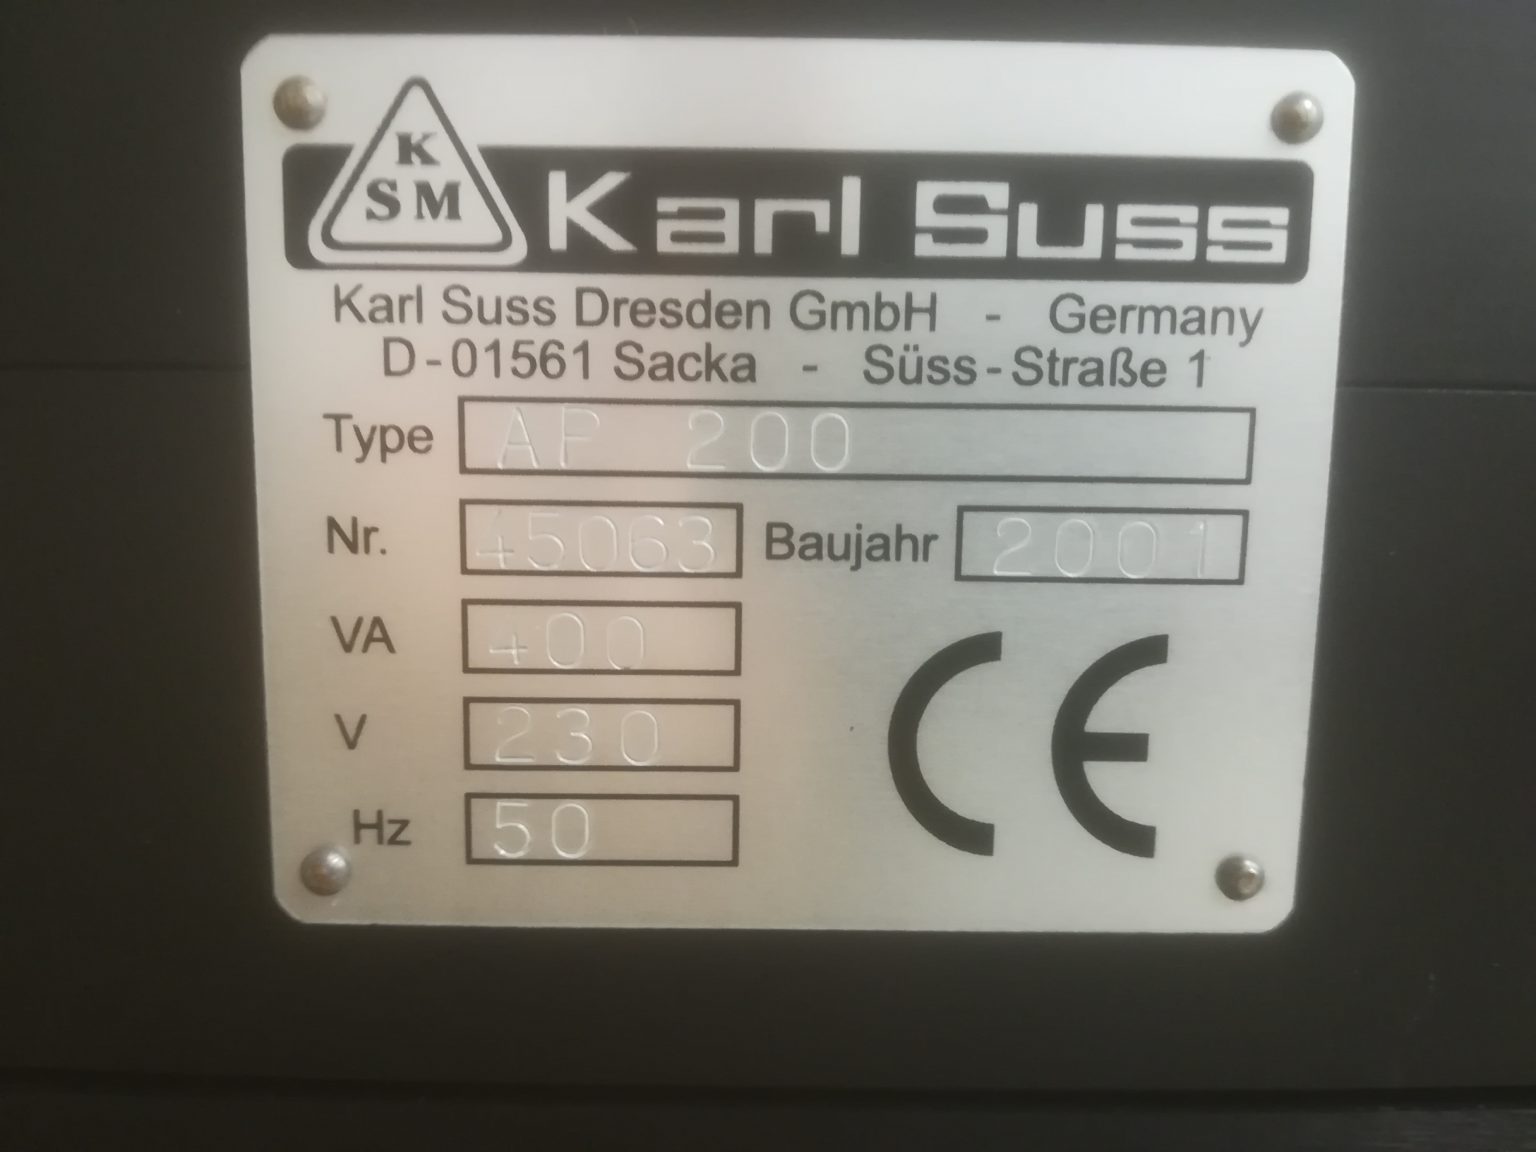 K
SM
Karl Suss
Karl Suss Dresden GmbH - Germany
D-01561 Sacka - Süss-Straße 1
Type AP 200
Nr. 45063 Baujahr 2001
VA 400
V 230
Hz 50
CE